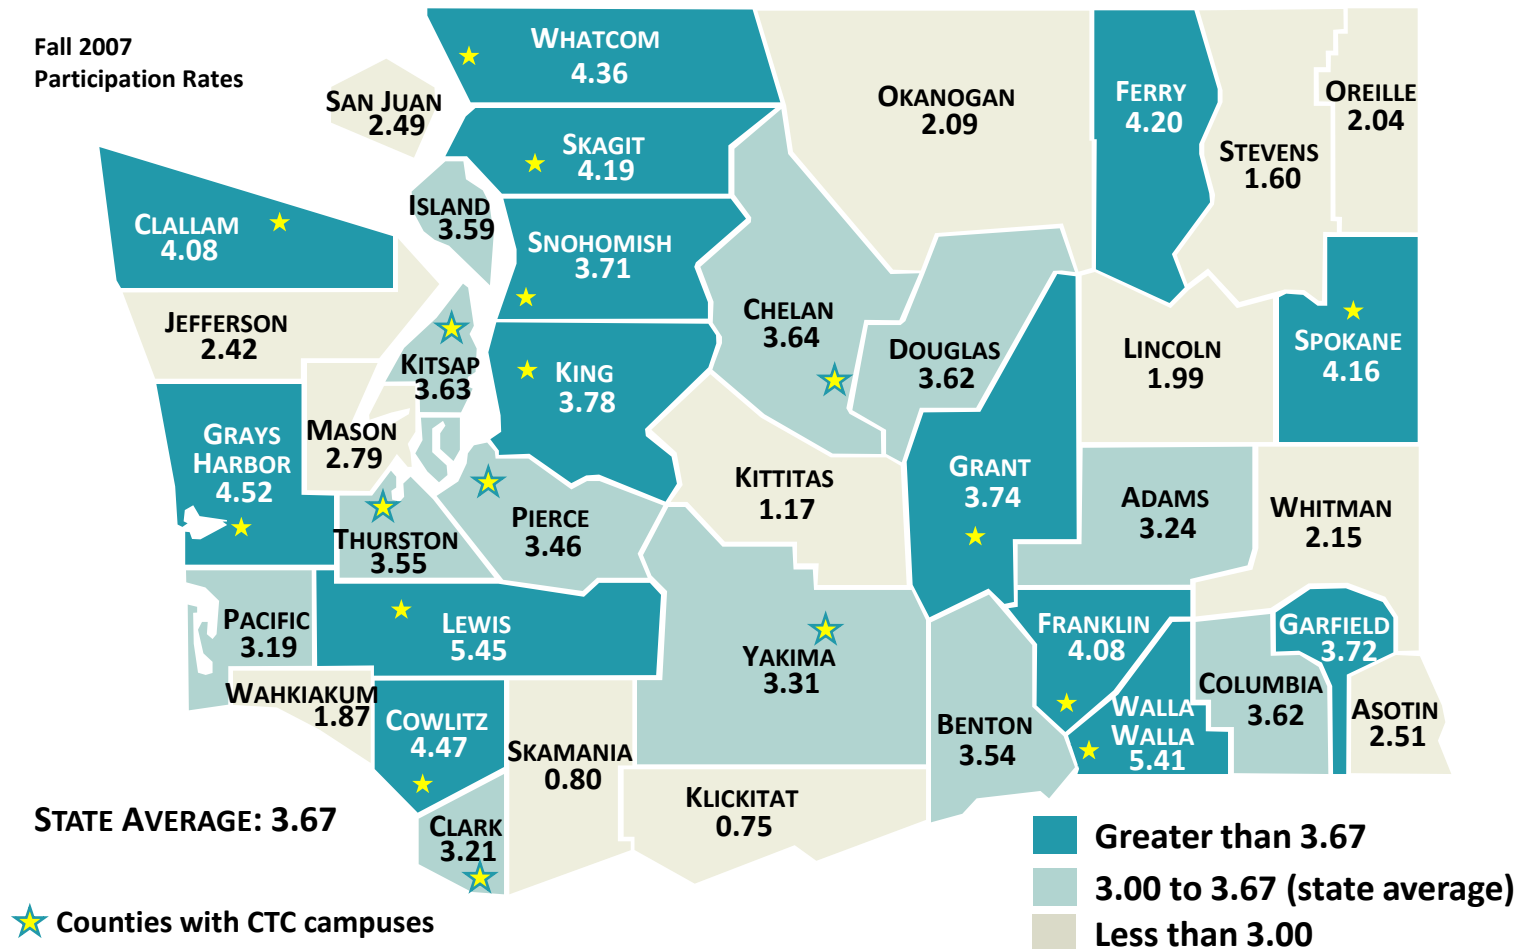 Fall 2007
Participation Rates
WHATCOM
4.36
SAN JUAN
2.49
SKAGIT
4.19
OKANOGAN
2.09
FERRY
4.20
STEVENS
1.60
OREILLE
2.04
CLALLAM
4.08
ISLAND
3.59
SNOHOMISH
3.71
JEFFERSON
2.42
KITSAP
3.63
KING
3.78
CHELAN
3.64
DOUGLAS
3.62
LINCOLN
1.99
SPOKANE
4.16
GRAYS
HARBOR
4.52
MASON
2.79
THURSTON
3.55
PIERCE
3.46
KITTITAS
1.17
GRANT
3.74
ADAMS
3.24
WHITMAN
2.15
PACIFIC
3.19
LEWIS
5.45
YAKIMA
3.31
FRANKLIN
4.08
GARFIELD
3.72
WAHKIAKUM
1.87
COWLITZ
4.47
SKAMANIA
0.80
BENTON
3.54
WALLA
WALLA
5.41
COLUMBIA
3.62
ASOTIN
2.51
KLICKITAT
0.75
CLARK
3.21
STATE AVERAGE: 3.67
Counties with CTC campuses
Greater than 3.67
3.00 to 3.67 (state average)
Less than 3.00